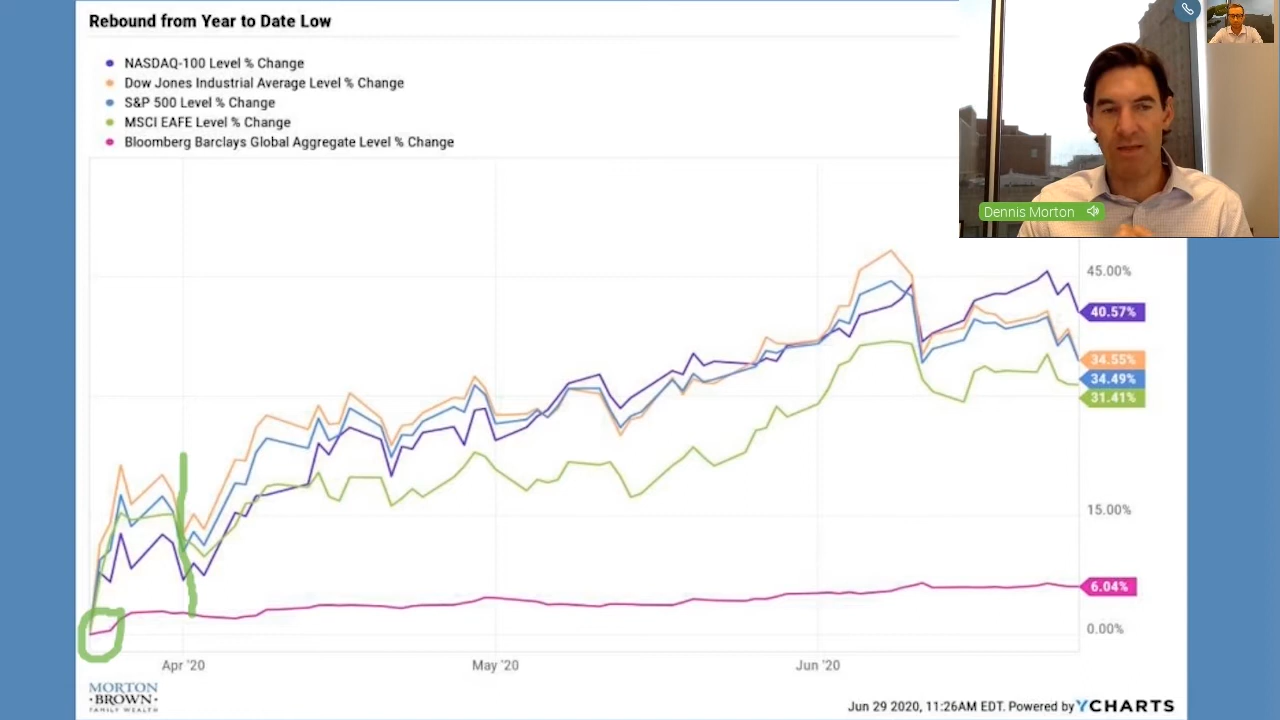 Rebound from Year to Date Low
NASDAQ-100 Level % Change
Dow Jones Industrial Average Level % Change
S&P 500 Level % Change
MSCI EAFE Level % Change
Bloomberg Barclays Global Aggregate Level % Change
Dennis Morton
45.00%
40.57%
34.55%
34.49%
31.41%
15.00%
6.04%
0.00%
Apr '20
May '20
Jun '20
MORTON
·BROWN·
FAMILY WEALTH
Jun 29 2020, 11:26AM EDT. Powered by YCHARTS